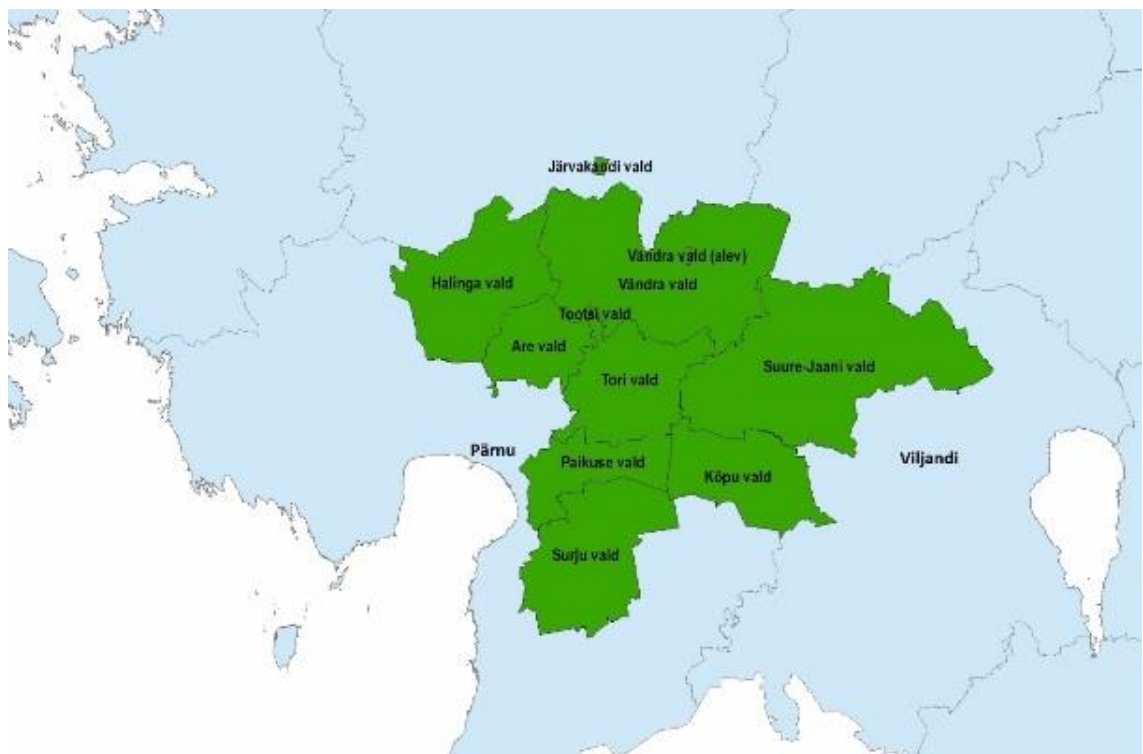 Järvakandi vald
Vändra vald (alev)
Halinga vald
Vändra vald
Tootsi vald
Are vald
Suure-Jaani vald
Tori vald
Pärnu
Viljandi
Paikuse vald
Kõpu vald
Surju vald